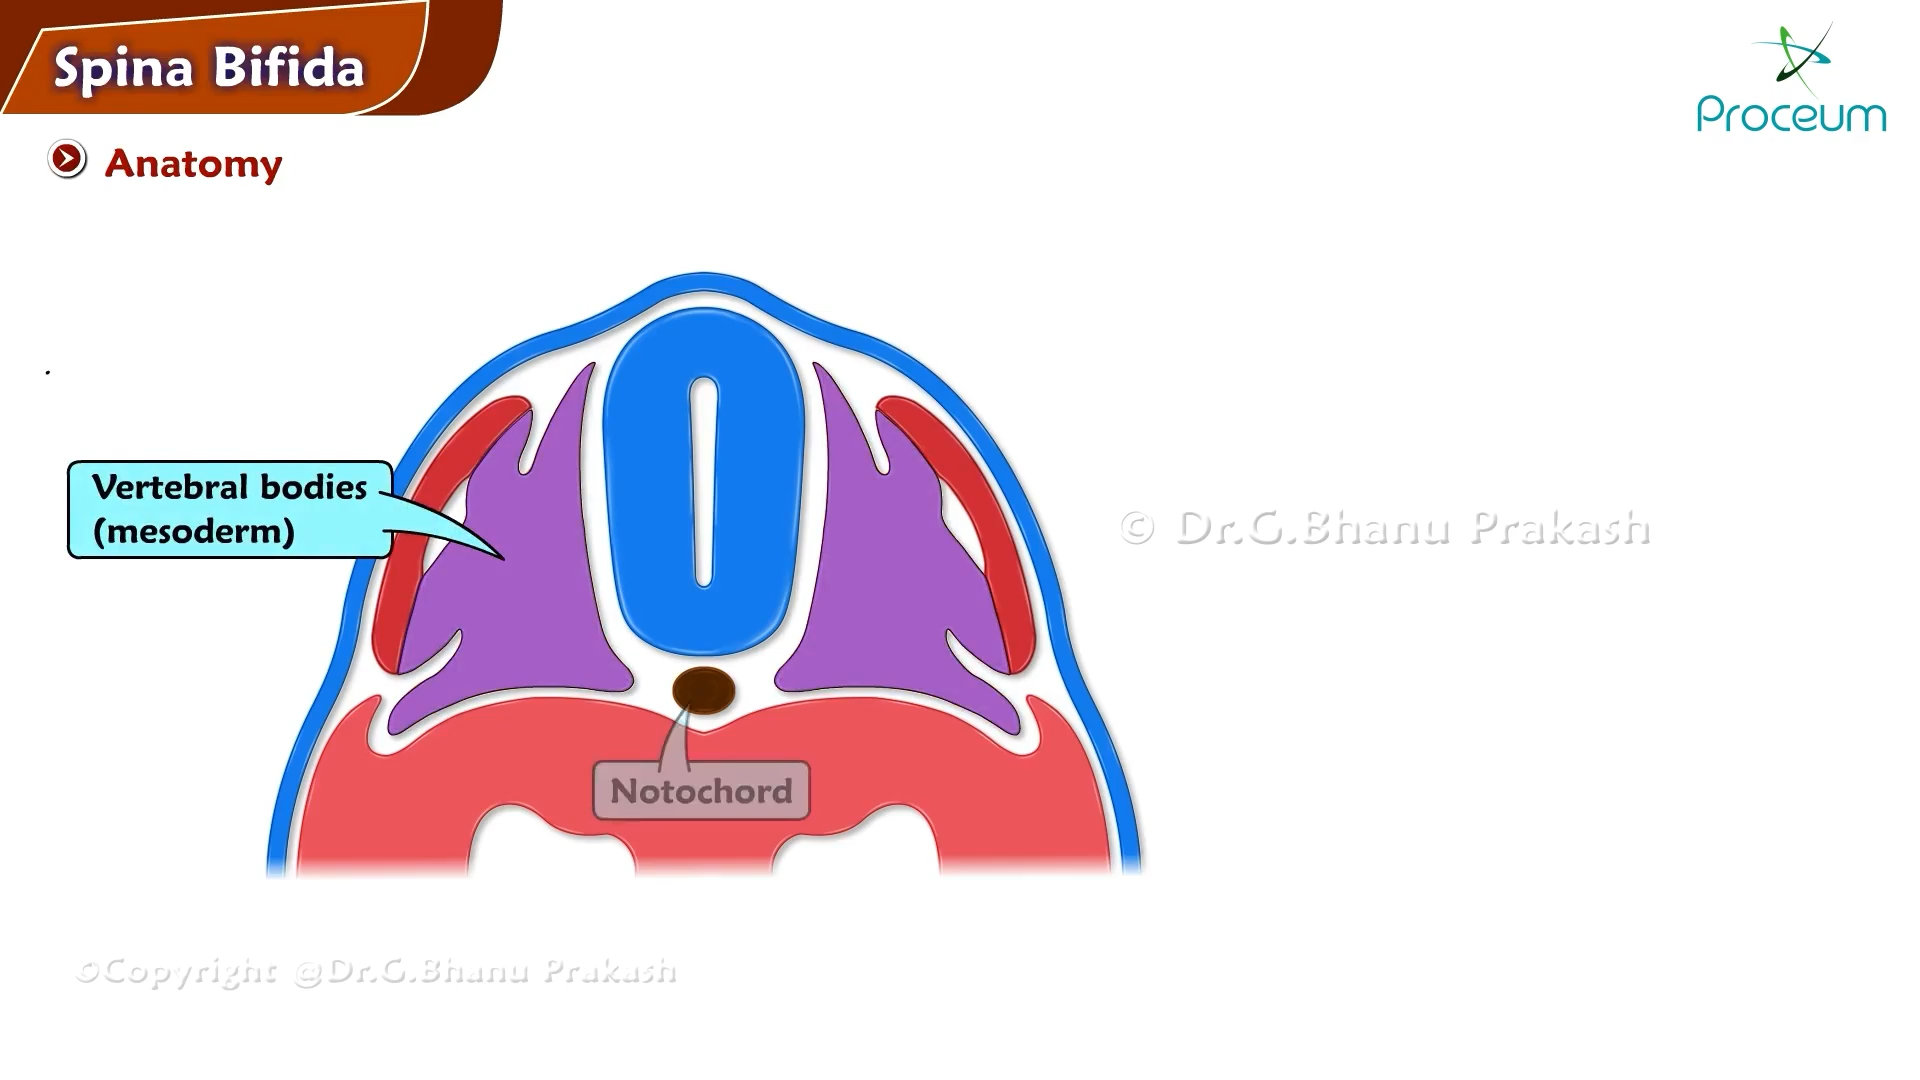 Spina Bifida
Proceum
Anatomy
Vertebral bodies
(mesoderm)
© Dr.G.Bhanu Prakash
Notochord
©Copyright @Dr.G.Bhanu Prakash